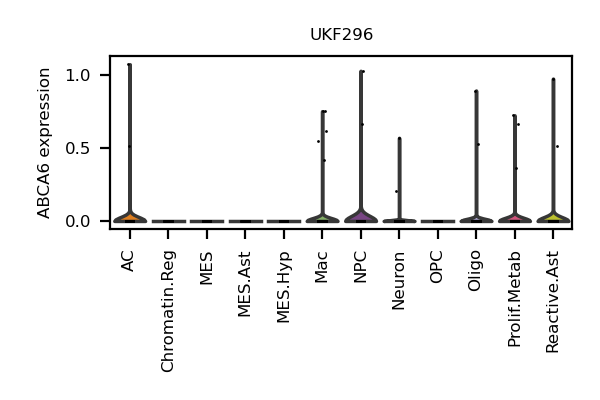 UKF296
ABCA6 expression
1.0
0.5
0.0
AC
Chromatin.Reg
MES
MES.Ast
MES.Hyp
Mac
NPC
Neuron
OPC
Oligo
Prolif.Metab
Reactive.Ast